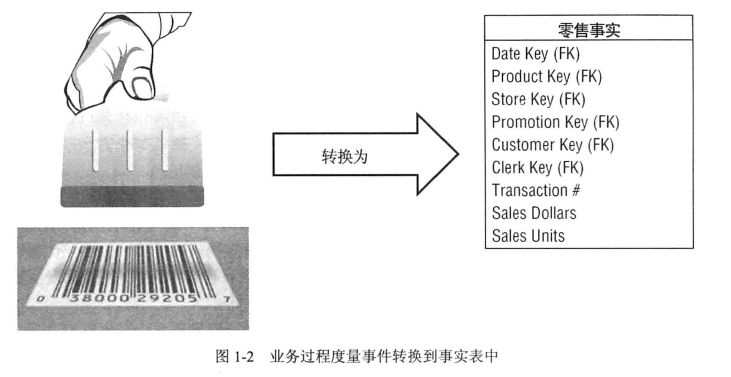 零售事实
Date Key (FK)
Product Key (FK)
Store Key (FK)
Promotion Key (FK)
Customer Key (FK)
Clerk Key (FK)
Transaction #
Sales Dollars
Sales Units
转换为
0 38000 29205 7
图 1-2 业务过程度量事件转换到事实表中